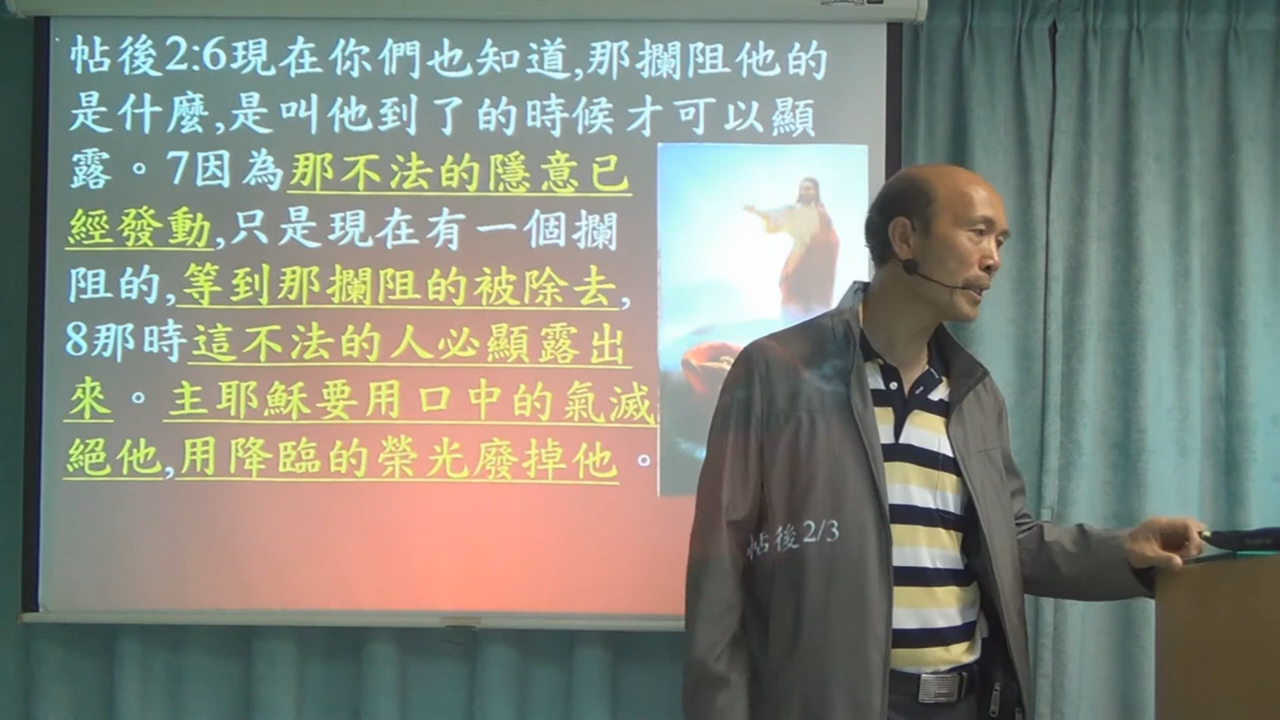 帖後2:6現在你們也知道,那攔阻他的
是什麼,是叫他到了的時候才可以顯
露。7因為那不法的隱意已
經發動,只是現在有一個攔
阻的,等到那攔阻的被除去,
8那時這不法的人必顯露出
來。主耶穌要用口中的氣滅
絕他,用降臨的榮光廢掉他。
帖後2/3